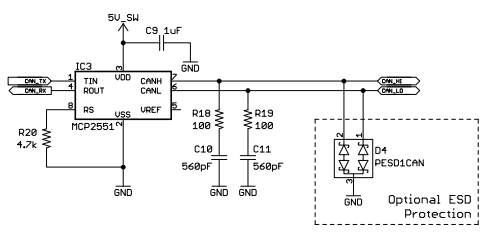 5V_SW
C9 1uF
IC3
3
VDD
GND
CAN_TX
1
TIN
CANH
7
CAN_HI
CAN_RX
4
ROUT
CANL
6
CAN_LO
8
RS
VREF
5
VSS
MCP2551
2
R18
100
R19
100
R20
4.7k
C10
560pF
C11
560pF
2
1
D4
PESD1CAN
3
GND
GND
GND
GND
Optional ESD
Protection